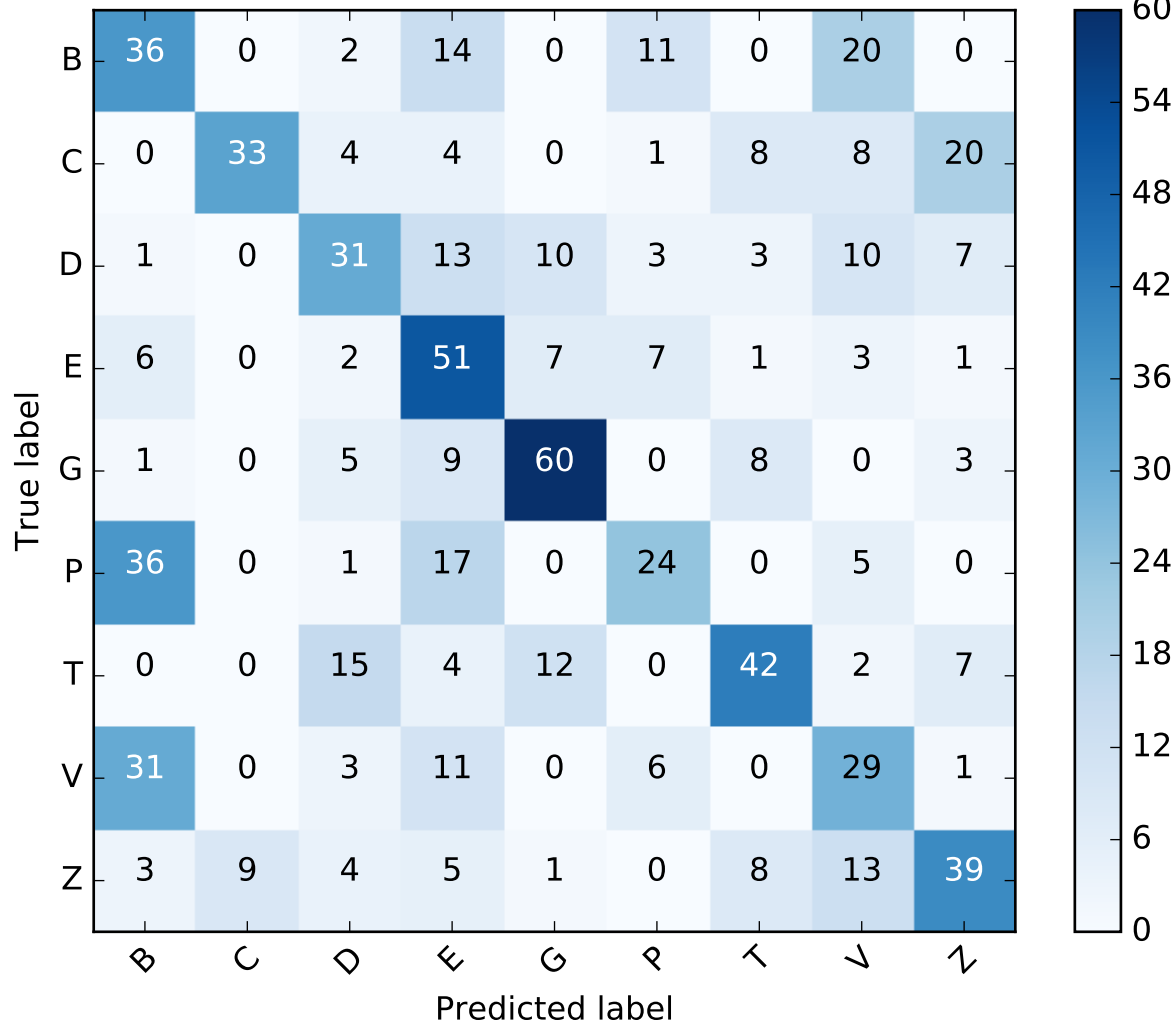 True label
B 36 0 2 14 0 11 0 20 0
C 0 33 4 4 0 1 8 8 20
D 1 0 31 13 10 3 3 10 7
E 6 0 2 51 7 7 1 3 1
G 1 0 5 9 60 0 8 0 3
P 36 0 1 17 0 24 0 5 0
T 0 0 15 4 12 0 42 2 7
V 31 0 3 11 0 6 0 29 1
Z 3 9 4 5 1 0 8 13 39
B C D E G P T V Z
Predicted label
60
54
48
42
36
30
24
18
12
6
0